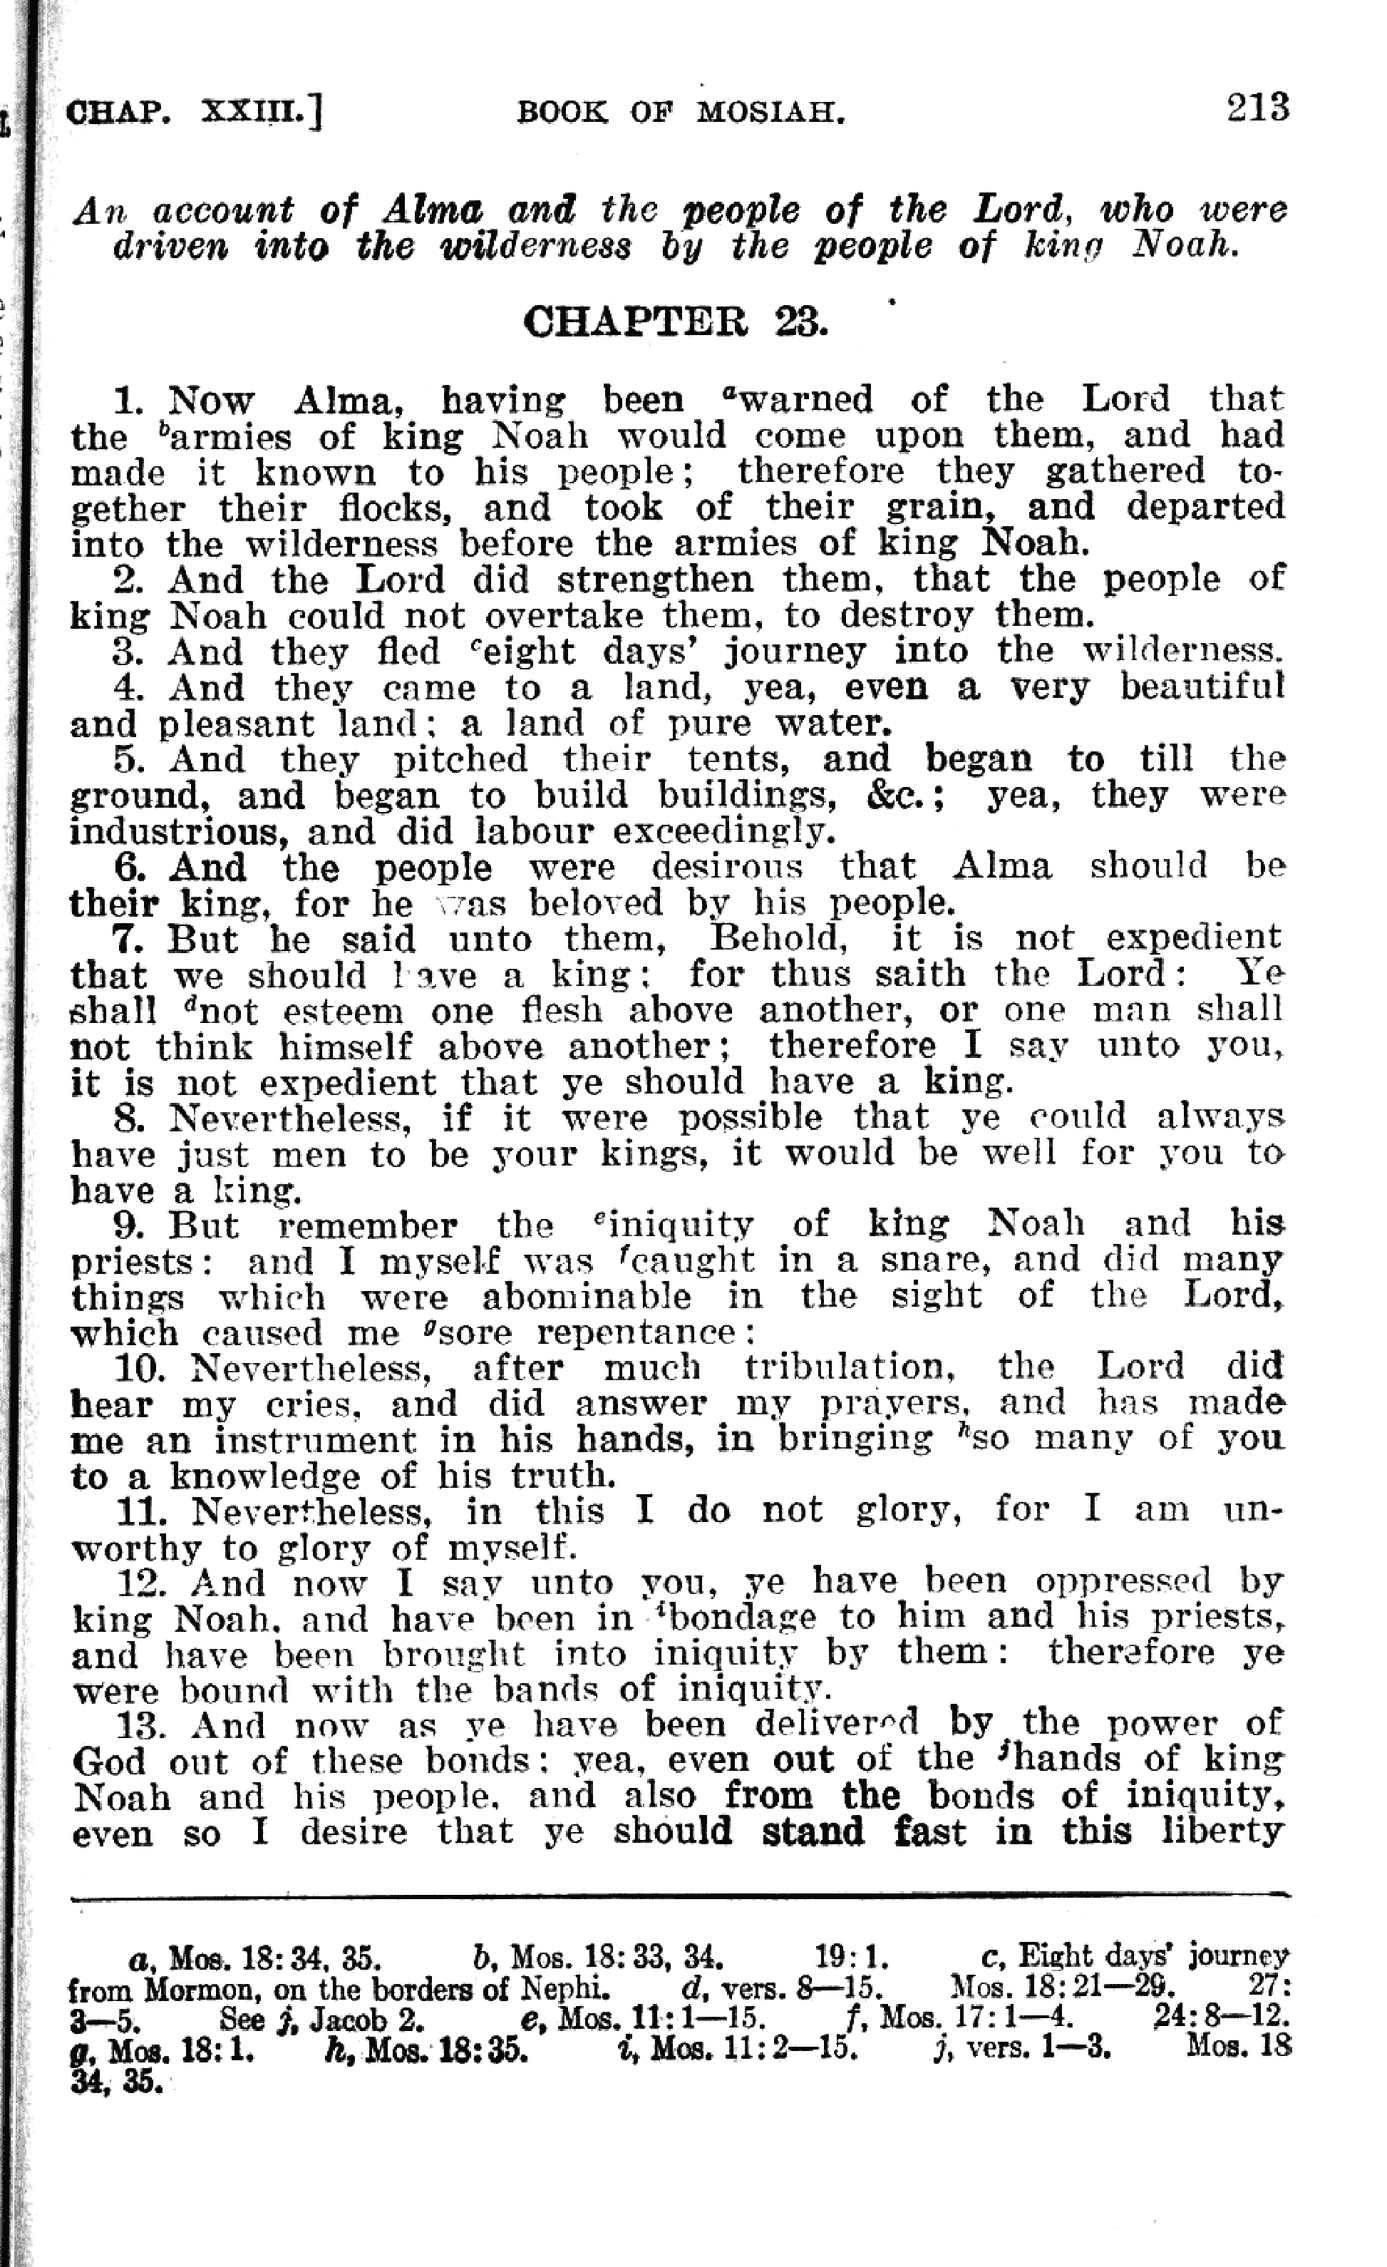 CHAP. XXIII.] BOOK OF MOSIAH. 213
An account of Alma and the people of the Lord, who were
driven into the wilderness by the people of king Noah.
CHAPTER 23.
1. Now Alma, having been ᵃwarned of the Lord that
the ᵇarmies of king Noah would come upon them, and had
made it known to his people; therefore they gathered to-
gether their flocks, and took of their grain, and departed
into the wilderness before the armies of king Noah.
2. And the Lord did strengthen them, that the people of
king Noah could not overtake them, to destroy them.
3. And they fled ᶜeight days' journey into the wilderness.
4. And they came to a land, yea, even a very beautiful
and pleasant land; a land of pure water.
5. And they pitched their tents, and began to till the
ground, and began to build buildings, &c.; yea, they were
industrious, and did labour exceedingly.
6. And the people were desirous that Alma should be
their king, for he was beloved by his people.
7. But he said unto them, Behold, it is not expedient
that we should have a king; for thus saith the Lord: Ye
shall ᵈnot esteem one flesh above another, or one man shall
not think himself above another; therefore I say unto you,
it is not expedient that ye should have a king.
8. Nevertheless, if it were possible that ye could always
have just men to be your kings, it would be well for you to
have a king.
9. But remember the ᵉiniquity of king Noah and his
priests: and I myself was ᶠcaught in a snare, and did many
things which were abominable in the sight of the Lord,
which caused me ᵍsore repentance:
10. Nevertheless, after much tribulation, the Lord did
hear my cries, and did answer my prayers, and has made
me an instrument in his hands, in bringing ʰso many of you
to a knowledge of his truth.
11. Nevertheless, in this I do not glory, for I am un-
worthy to glory of myself.
12. And now I say unto you, ye have been oppressed by
king Noah, and have been in ⁱbondage to him and his priests,
and have been brought into iniquity by them: therefore ye
were bound with the bands of iniquity.
13. And now as ye have been delivered by the power of
God out of these bonds; yea, even out of the ʲhands of king
Noah and his people, and also from the bonds of iniquity,
even so I desire that ye should stand fast in this liberty
a, Mos. 18:34, 35. b, Mos. 18:33, 34. 19:1. c, Eight days' journey
from Mormon, on the borders of Nephi. d, vers. 8—15. Mos. 18:21—29. 27:
3—5. See j, Jacob 2. e, Mos. 11:1—15. f, Mos. 17:1—4. 24:8—12.
g, Mos. 18:1. h, Mos. 18:35. i, Mos. 11:2—15. j, vers. 1—3. Mos. 18
34, 35.